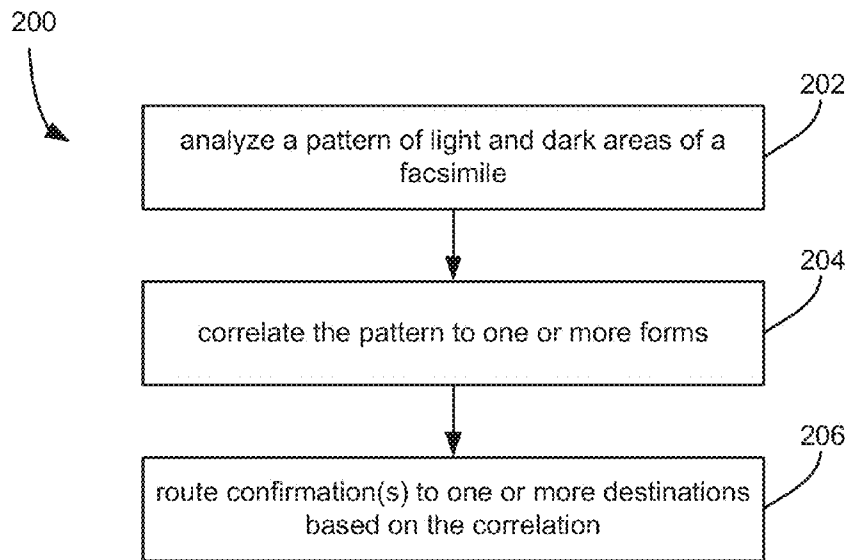 200
202
analyze a pattern of light and dark areas of a
facsimile
204
correlate the pattern to one or more forms
206
route confirmation(s) to one or more destinations
based on the correlation